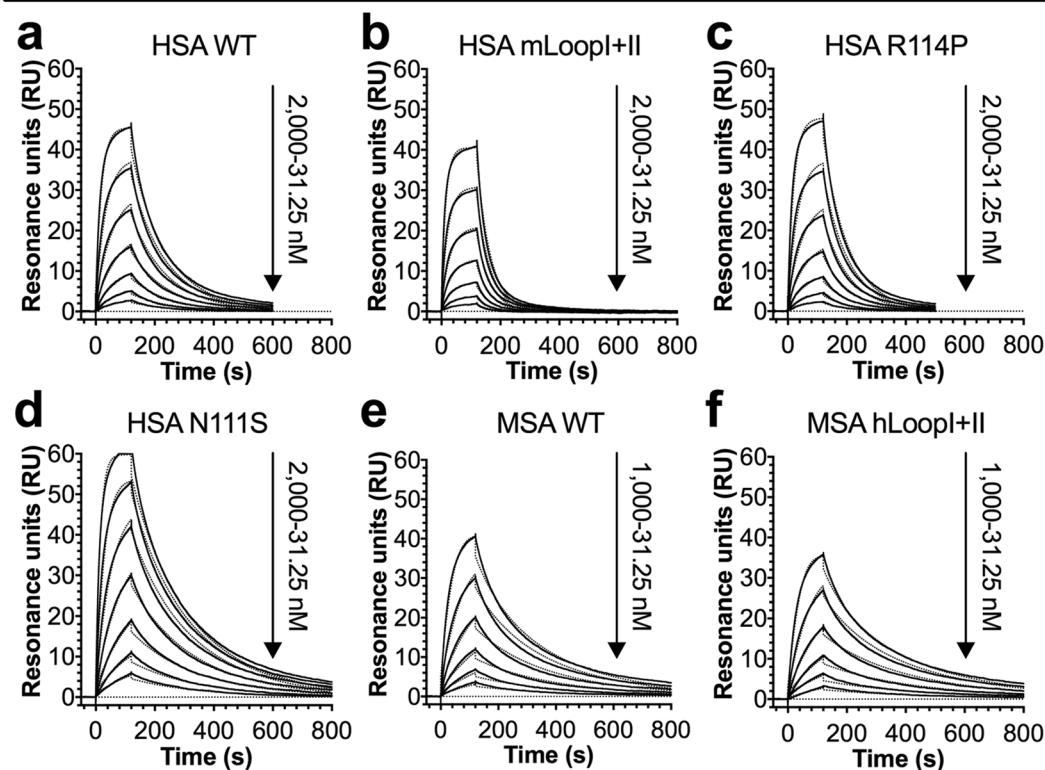 a
HSA WT
Resonance units (RU)
60
50
40
30
20
10
0
2,000-31.25 nM
0 200 400 600 800
Time (s)
b
HSA mLoopI+II
Resonance units (RU)
60
50
40
30
20
10
0
2,000-31.25 nM
0 200 400 600 800
Time (s)
c
HSA R114P
Resonance units (RU)
60
50
40
30
20
10
0
2,000-31.25 nM
0 200 400 600 800
Time (s)
d
HSA N111S
Resonance units (RU)
60
50
40
30
20
10
0
2,000-31.25 nM
0 200 400 600 800
Time (s)
e
MSA WT
Resonance units (RU)
60
50
40
30
20
10
0
1,000-31.25 nM
0 200 400 600 800
Time (s)
f
MSA hLoopI+II
Resonance units (RU)
60
50
40
30
20
10
0
1,000-31.25 nM
0 200 400 600 800
Time (s)